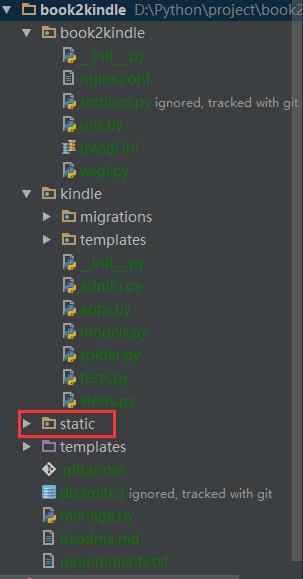 book2kindle D:\Python\project\book2
book2kindle
__init__.py
nginx.conf
settings.py ignored, tracked with git
urls.py
uwsgi.ini
wsgi.py
kindle
migrations
templates
__init__.py
admin.py
apps.py
models.py
spider.py
tests.py
views.py
static
templates
.gitignore
db.sqlite3 ignored, tracked with git
manage.py
Readme.md
requirements.txt